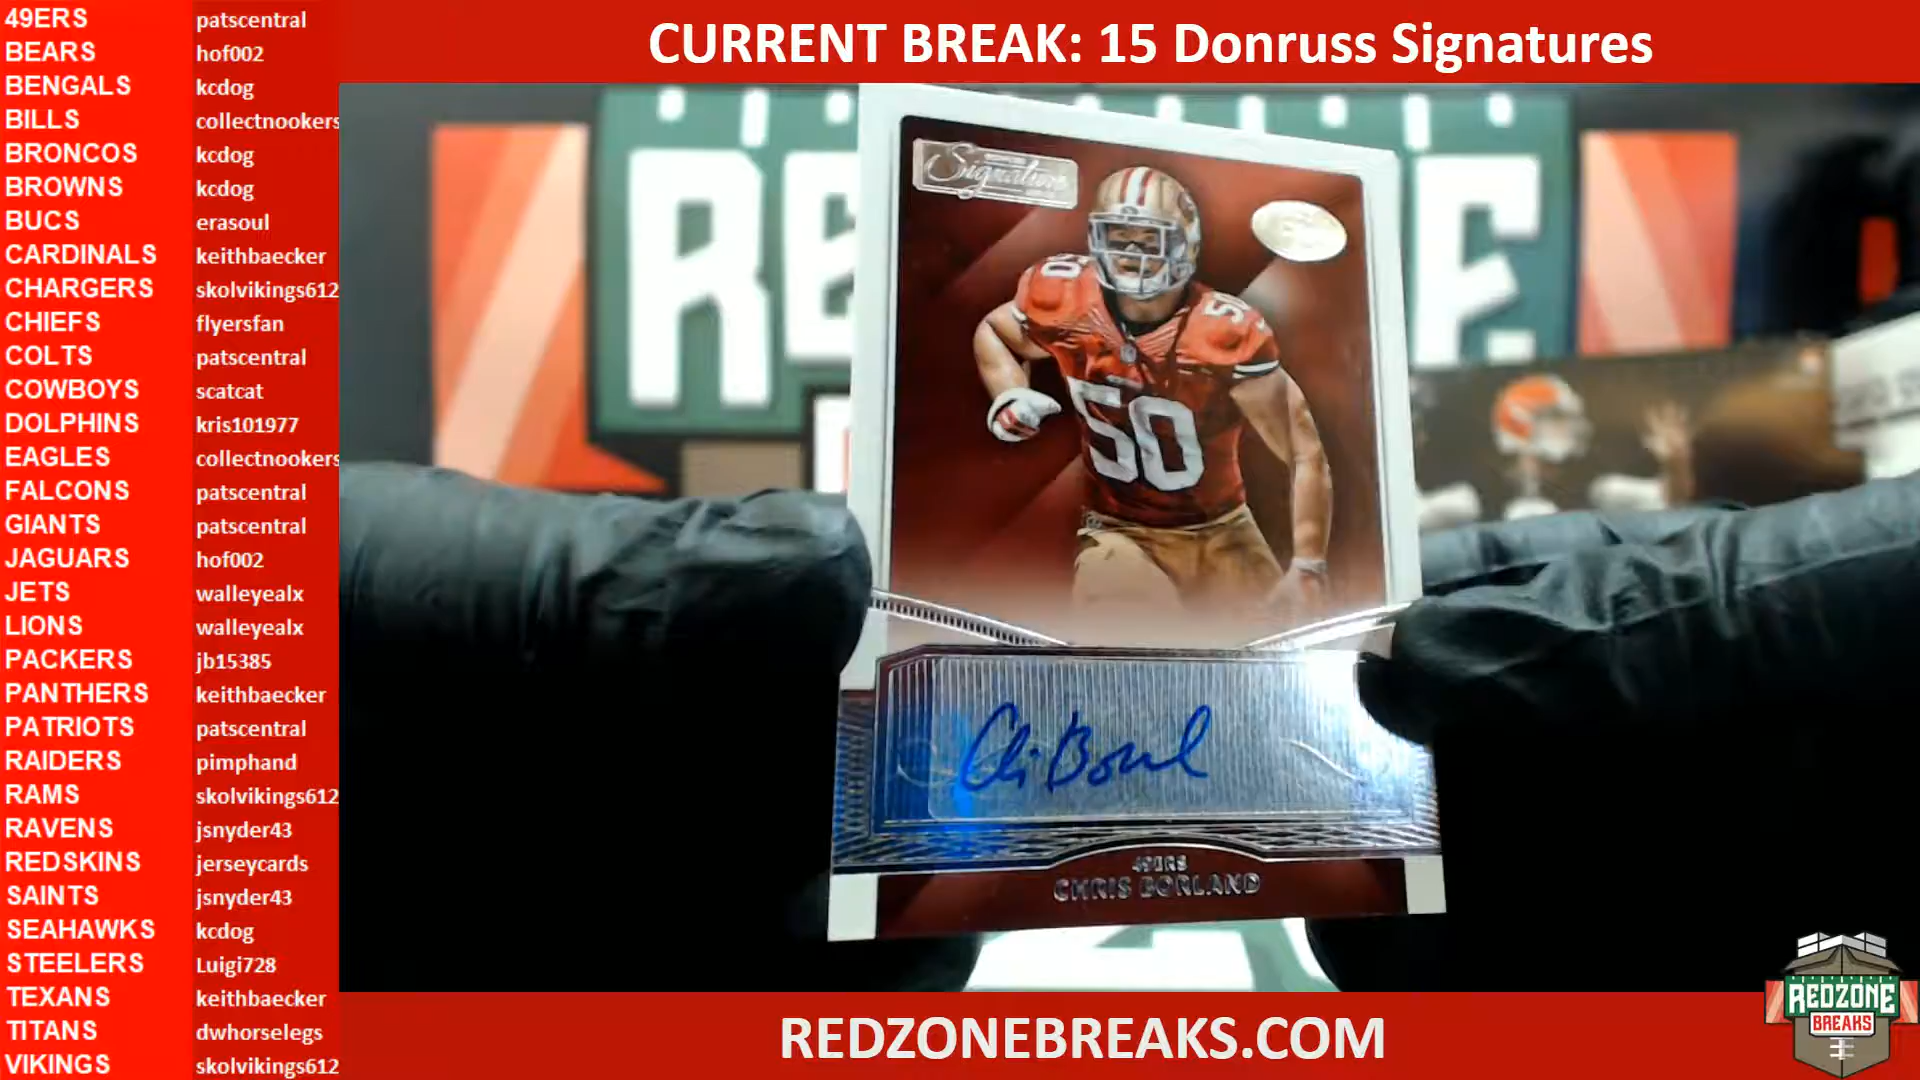 CURRENT BREAK: 15 Donruss Signatures
49ERS patscentral
BEARS hof002
BENGALS kcdog
BILLS collectnookers
BRONCOS kcdog
BROWNS kcdog
BUCS erasoul
CARDINALS keithbaecker
CHARGERS skolvikings612
CHIEFS flyersfan
COLTS patscentral
COWBOYS scatcat
DOLPHINS kris101977
EAGLES collectnookers
FALCONS patscentral
GIANTS patscentral
JAGUARS hof002
JETS walleyealx
LIONS walleyealx
PACKERS jb15385
PANTHERS keithbaecker
PATRIOTS patscentral
RAIDERS pimphand
RAMS skolvikings612
RAVENS jsnyder43
REDSKINS jerseycards
SAINTS jsnyder43
SEAHAWKS kcdog
STEELERS Luigi728
TEXANS keithbaecker
TITANS dwhorselegs
VIKINGS skolvikings612
Signature
50
50
50
49ERS
CHRIS BORLAND
REDZONEBREAKS.COM
REDZONE
BREAKS